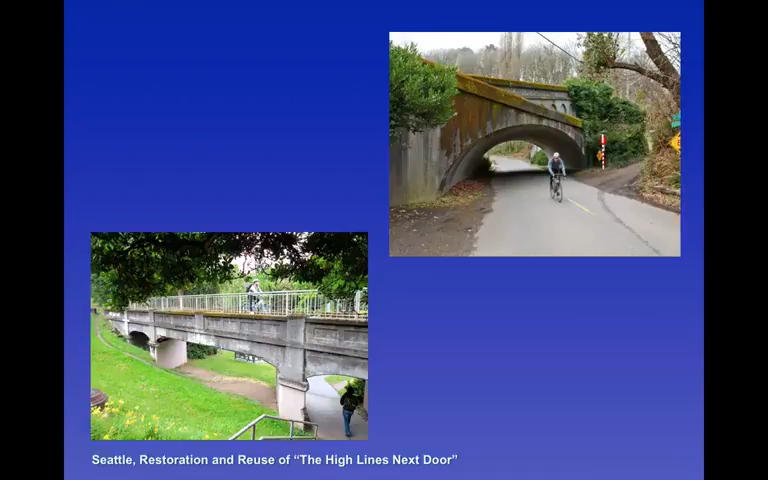 Seattle, Restoration and Reuse of “The High Lines Next Door”